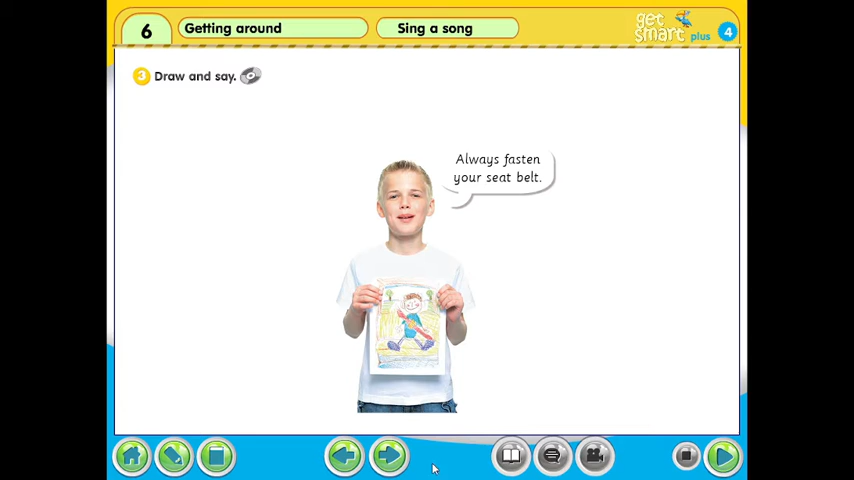 6
Getting around
Sing a song
get
smart
plus
4
3 Draw and say.
Always fasten
your seat belt.